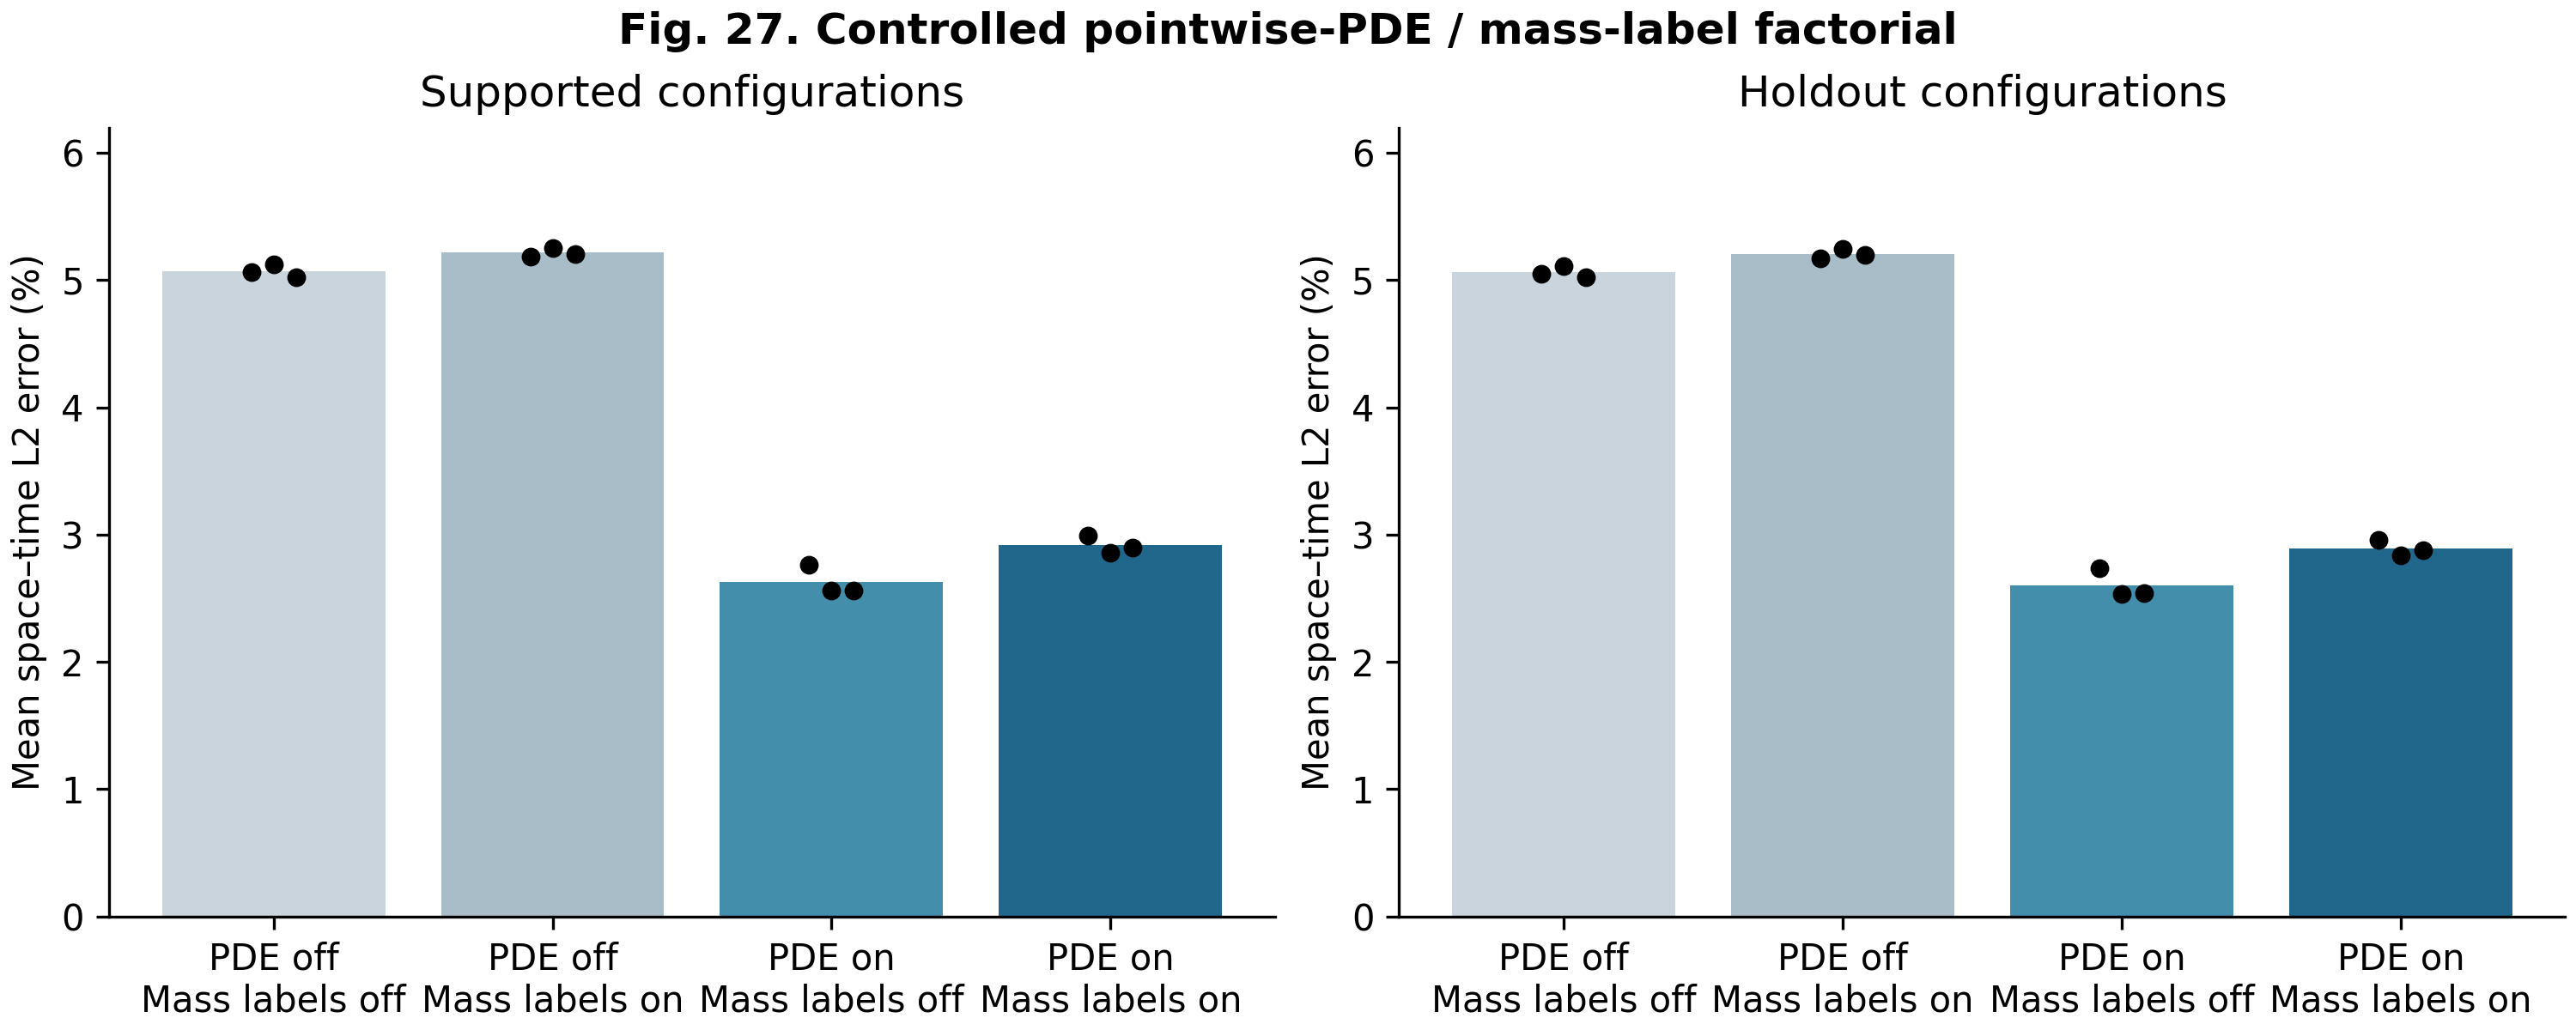 Fig. 27. Controlled pointwise-PDE / mass-label factorial
Supported configurations
Mean space–time L2 error (%)
6
5
4
3
2
1
0
PDE off
Mass labels off
PDE off
Mass labels on
PDE on
Mass labels off
PDE on
Mass labels on
Holdout configurations
Mean space–time L2 error (%)
6
5
4
3
2
1
0
PDE off
Mass labels off
PDE off
Mass labels on
PDE on
Mass labels off
PDE on
Mass labels on